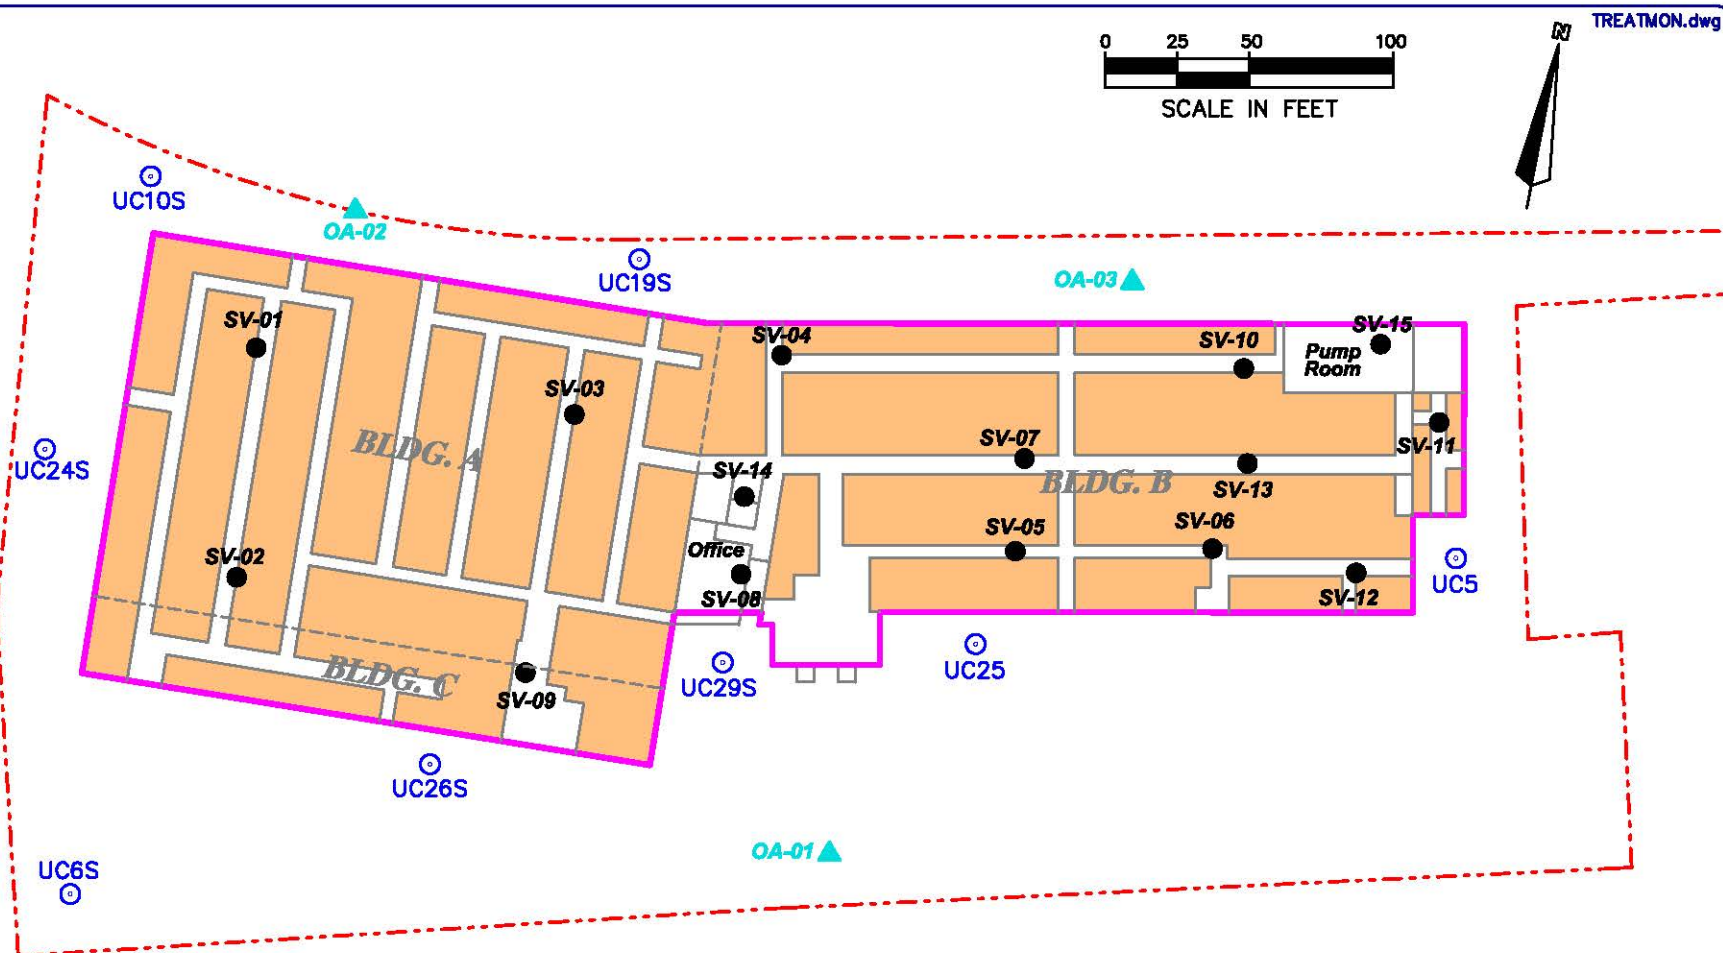 TREATMON.dwg
0 25 50 100
SCALE IN FEET
N
UC10S
OA-02
UC19S
OA-03
SV-01
SV-04
SV-10
SV-15
Pump
Room
SV-03
BLDG. A
SV-07
SV-11
UC24S
SV-14
BLDG. B
SV-13
SV-05
SV-06
SV-02
Office
SV-08
SV-12
UC5
BLDG. C
SV-09
UC29S
UC25
UC26S
OA-01
UC6S